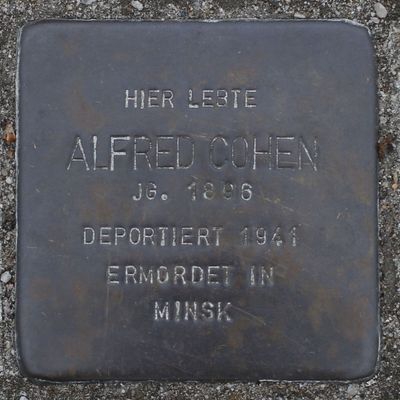 HIER LEBTE
ALFRED COHEN
JG. 1896
DEPORTIERT 1941
ERMORDET IN
MINSK